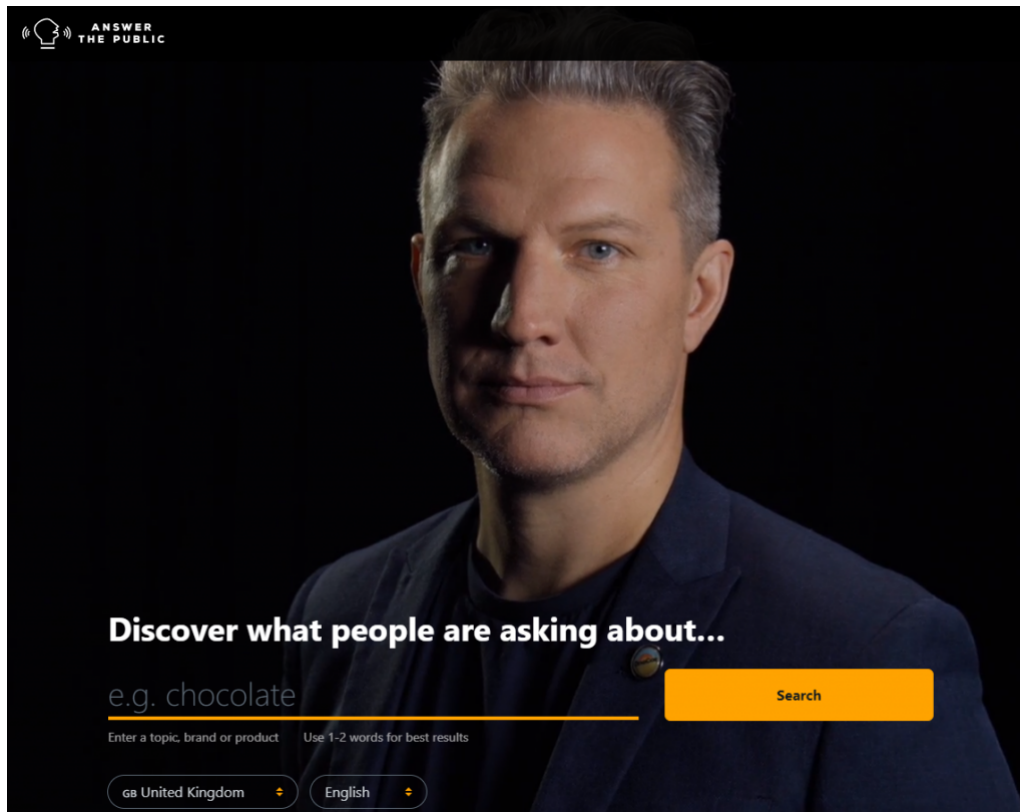 ANSWER
THE PUBLIC
Discover what people are asking about...
e.g. chocolate
Search
Enter a topic, brand or product Use 1-2 words for best results
GB United Kingdom English